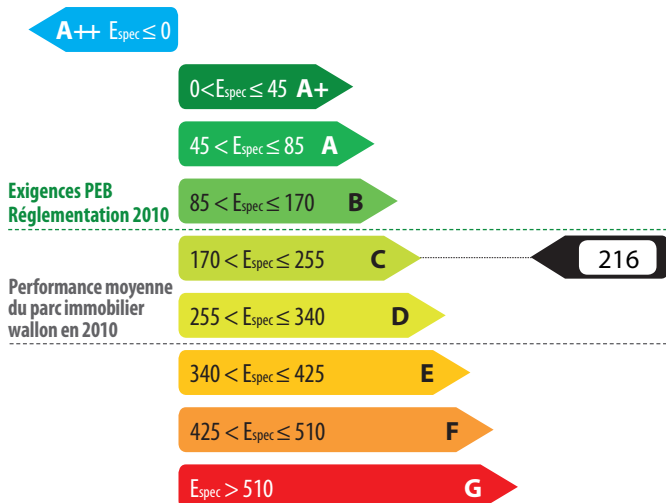 A++ Espec ≤ 0
0<Espec ≤ 45 A+
45 < Espec ≤ 85 A
Exigences PEB
Réglementation 2010
85 < Espec ≤ 170 B
170 < Espec ≤ 255 C
216
Performance moyenne
du parc immobilier
wallon en 2010
255 < Espec ≤ 340 D
340 < Espec ≤ 425 E
425 < Espec ≤ 510 F
Espec > 510 G